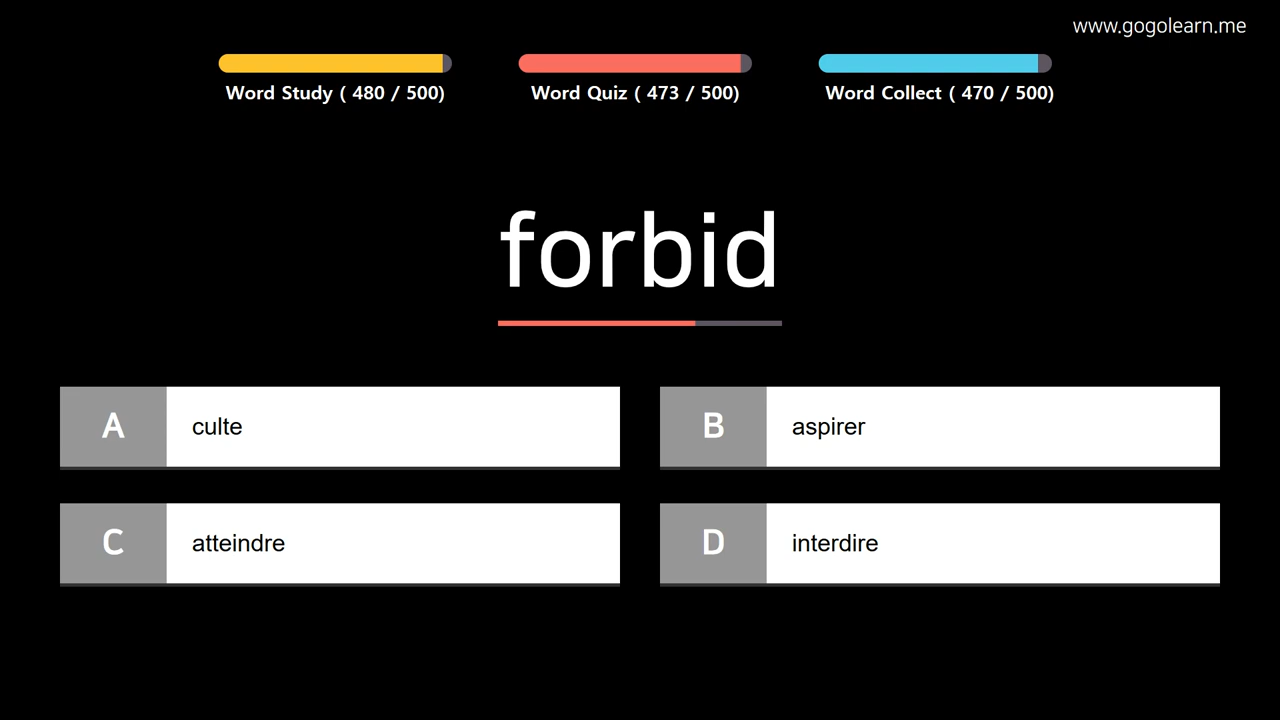 www.gogolearn.me
Word Study ( 480 / 500)
Word Quiz ( 473 / 500)
Word Collect ( 470 / 500)
forbid
A culte
B aspirer
C atteindre
D interdire